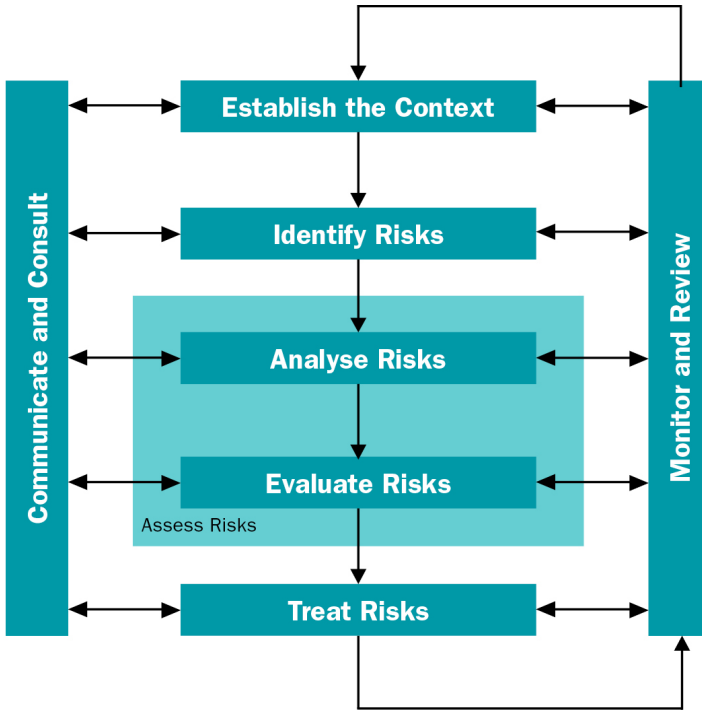 Establish the Context
Communicate and Consult
Identify Risks
Monitor and Review
Analyse Risks
Evaluate Risks
Assess Risks
Treat Risks